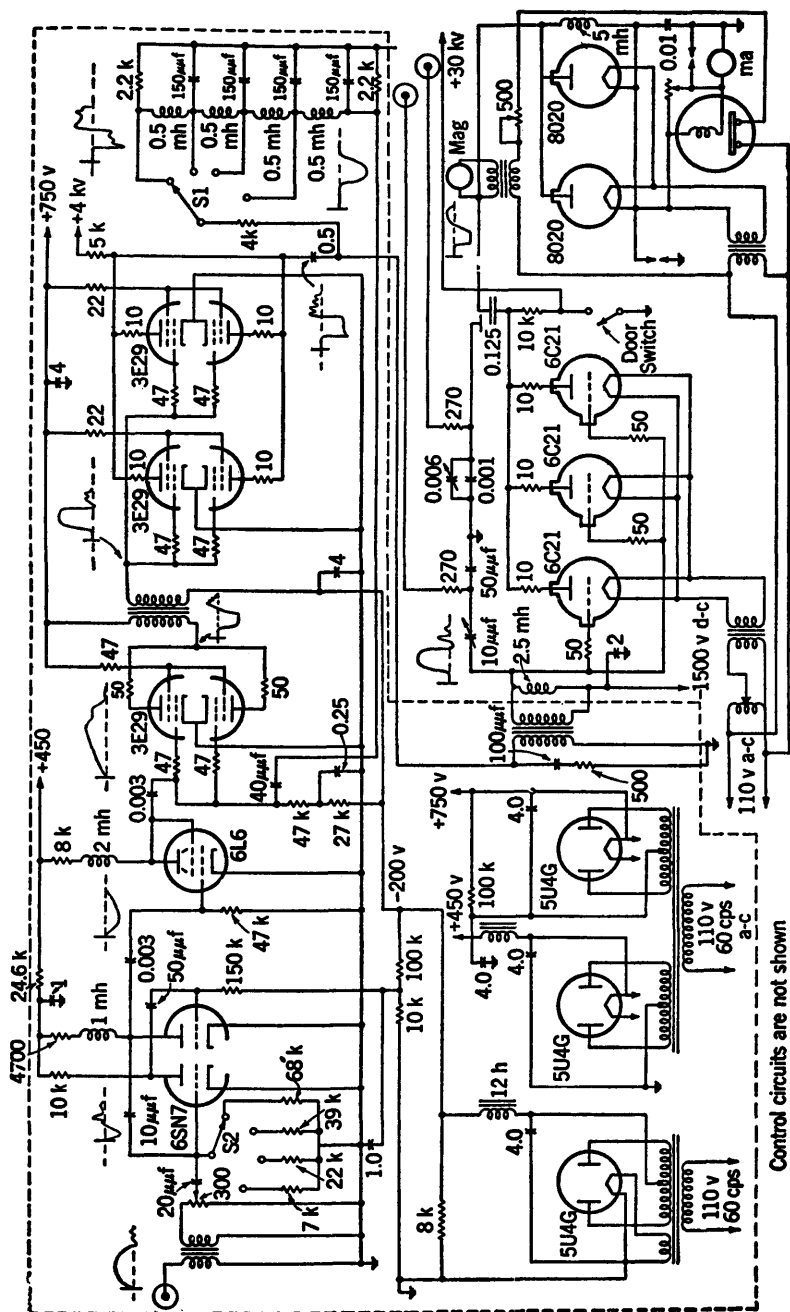 4700
10 k
24.6 k
1 mh
.1
+450
8 k
2 mh
0.003
10µµf
6SN7
20µµf
300
S2
68 k
39 k
22 k
7 k
1.0
0.003
50µµf
150 k
47 k
6L6
47
50
3E29
50
47
47
40µµf
47 k
0.25
27 k
10 k
100 k
-200 v
4
47
47
3E29
10
10
22
4
47
47
3E29
10
10
22
+750 v
+4 kv
5 k
0.5
4k
S1
2.2 k
150µµf
0.5 mh
150µµf
0.5 mh
150µµf
0.5 mh
150µµf
0.5 mh
2.2 k
8 k
12 h
4.0
5U4G
110 v
60 cps
+450 v
100 k
4.0
4.0
5U4G
+750 v
4.0
5U4G
110 v
60 cps
a-c
100µµf
500
110 v a-c
1500 v d-c
2.5 mh
2
10µµf
50µµf
270
0.006
0.001
270
50
10
6C21
50
10
6C21
50
10
6C21
10 k
Door
Switch
0.125
Mag
+30 kv
500
8020
8020
5
mh
0.01
ma
Control circuits are not shown